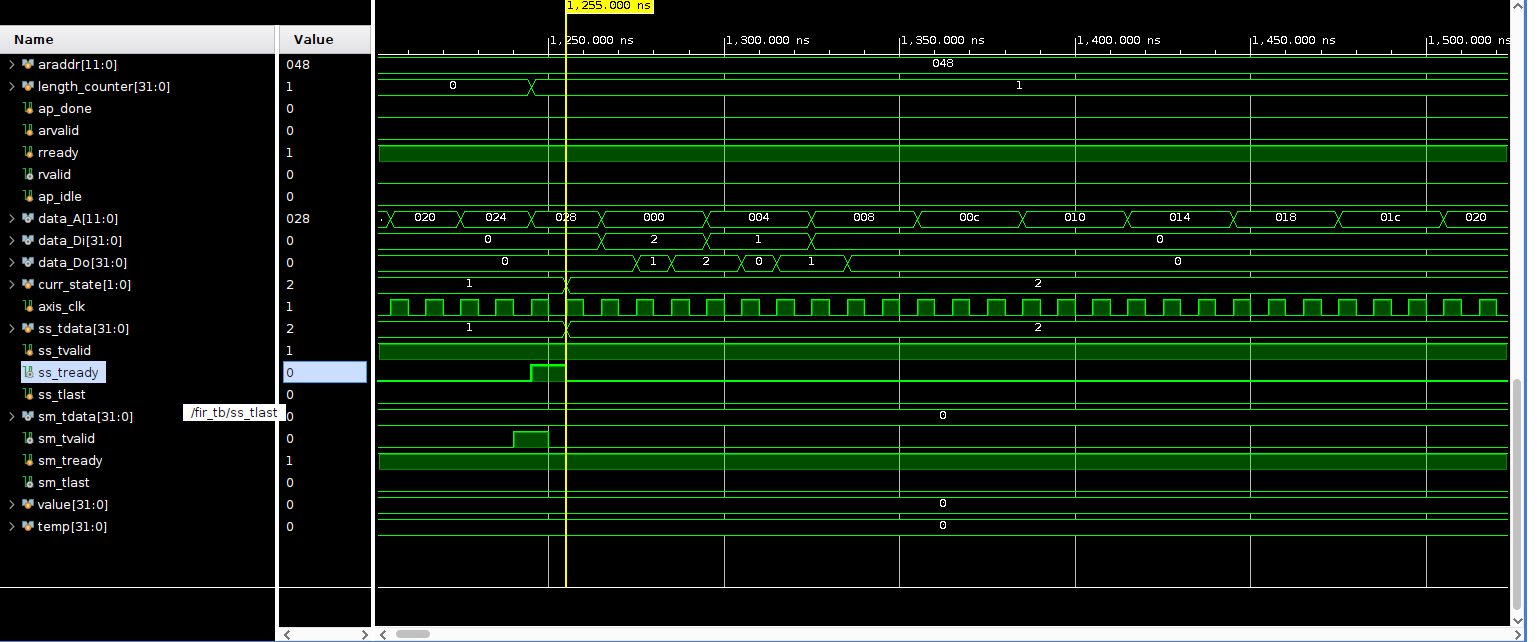 1,255.000 ns
Name Value
1,250.000 ns 1,300.000 ns 1,350.000 ns 1,400.000 ns 1,450.000 ns 1,500.000 ns
araddr[11:0] 048 048
length_counter[31:0] 1 0 1
ap_done 0
arvalid 0
rready 1
rvalid 0
ap_idle 0
data_A[11:0] 028 . 020 024 028 000 004 008 00c 010 014 018 01c 020
data_Di[31:0] 0 0 2 1 0
data_Do[31:0] 0 0 1 2 0 1 0
curr_state[1:0] 2 1 2
axis_clk 1
ss_tdata[31:0] 2 1 2
ss_tvalid 1
ss_tready 0
ss_tlast 0
/fir_tb/ss_tlast
sm_tdata[31:0] 0 0
sm_tvalid 0
sm_tready 1
sm_tlast 0
value[31:0] 0 0
temp[31:0] 0 0